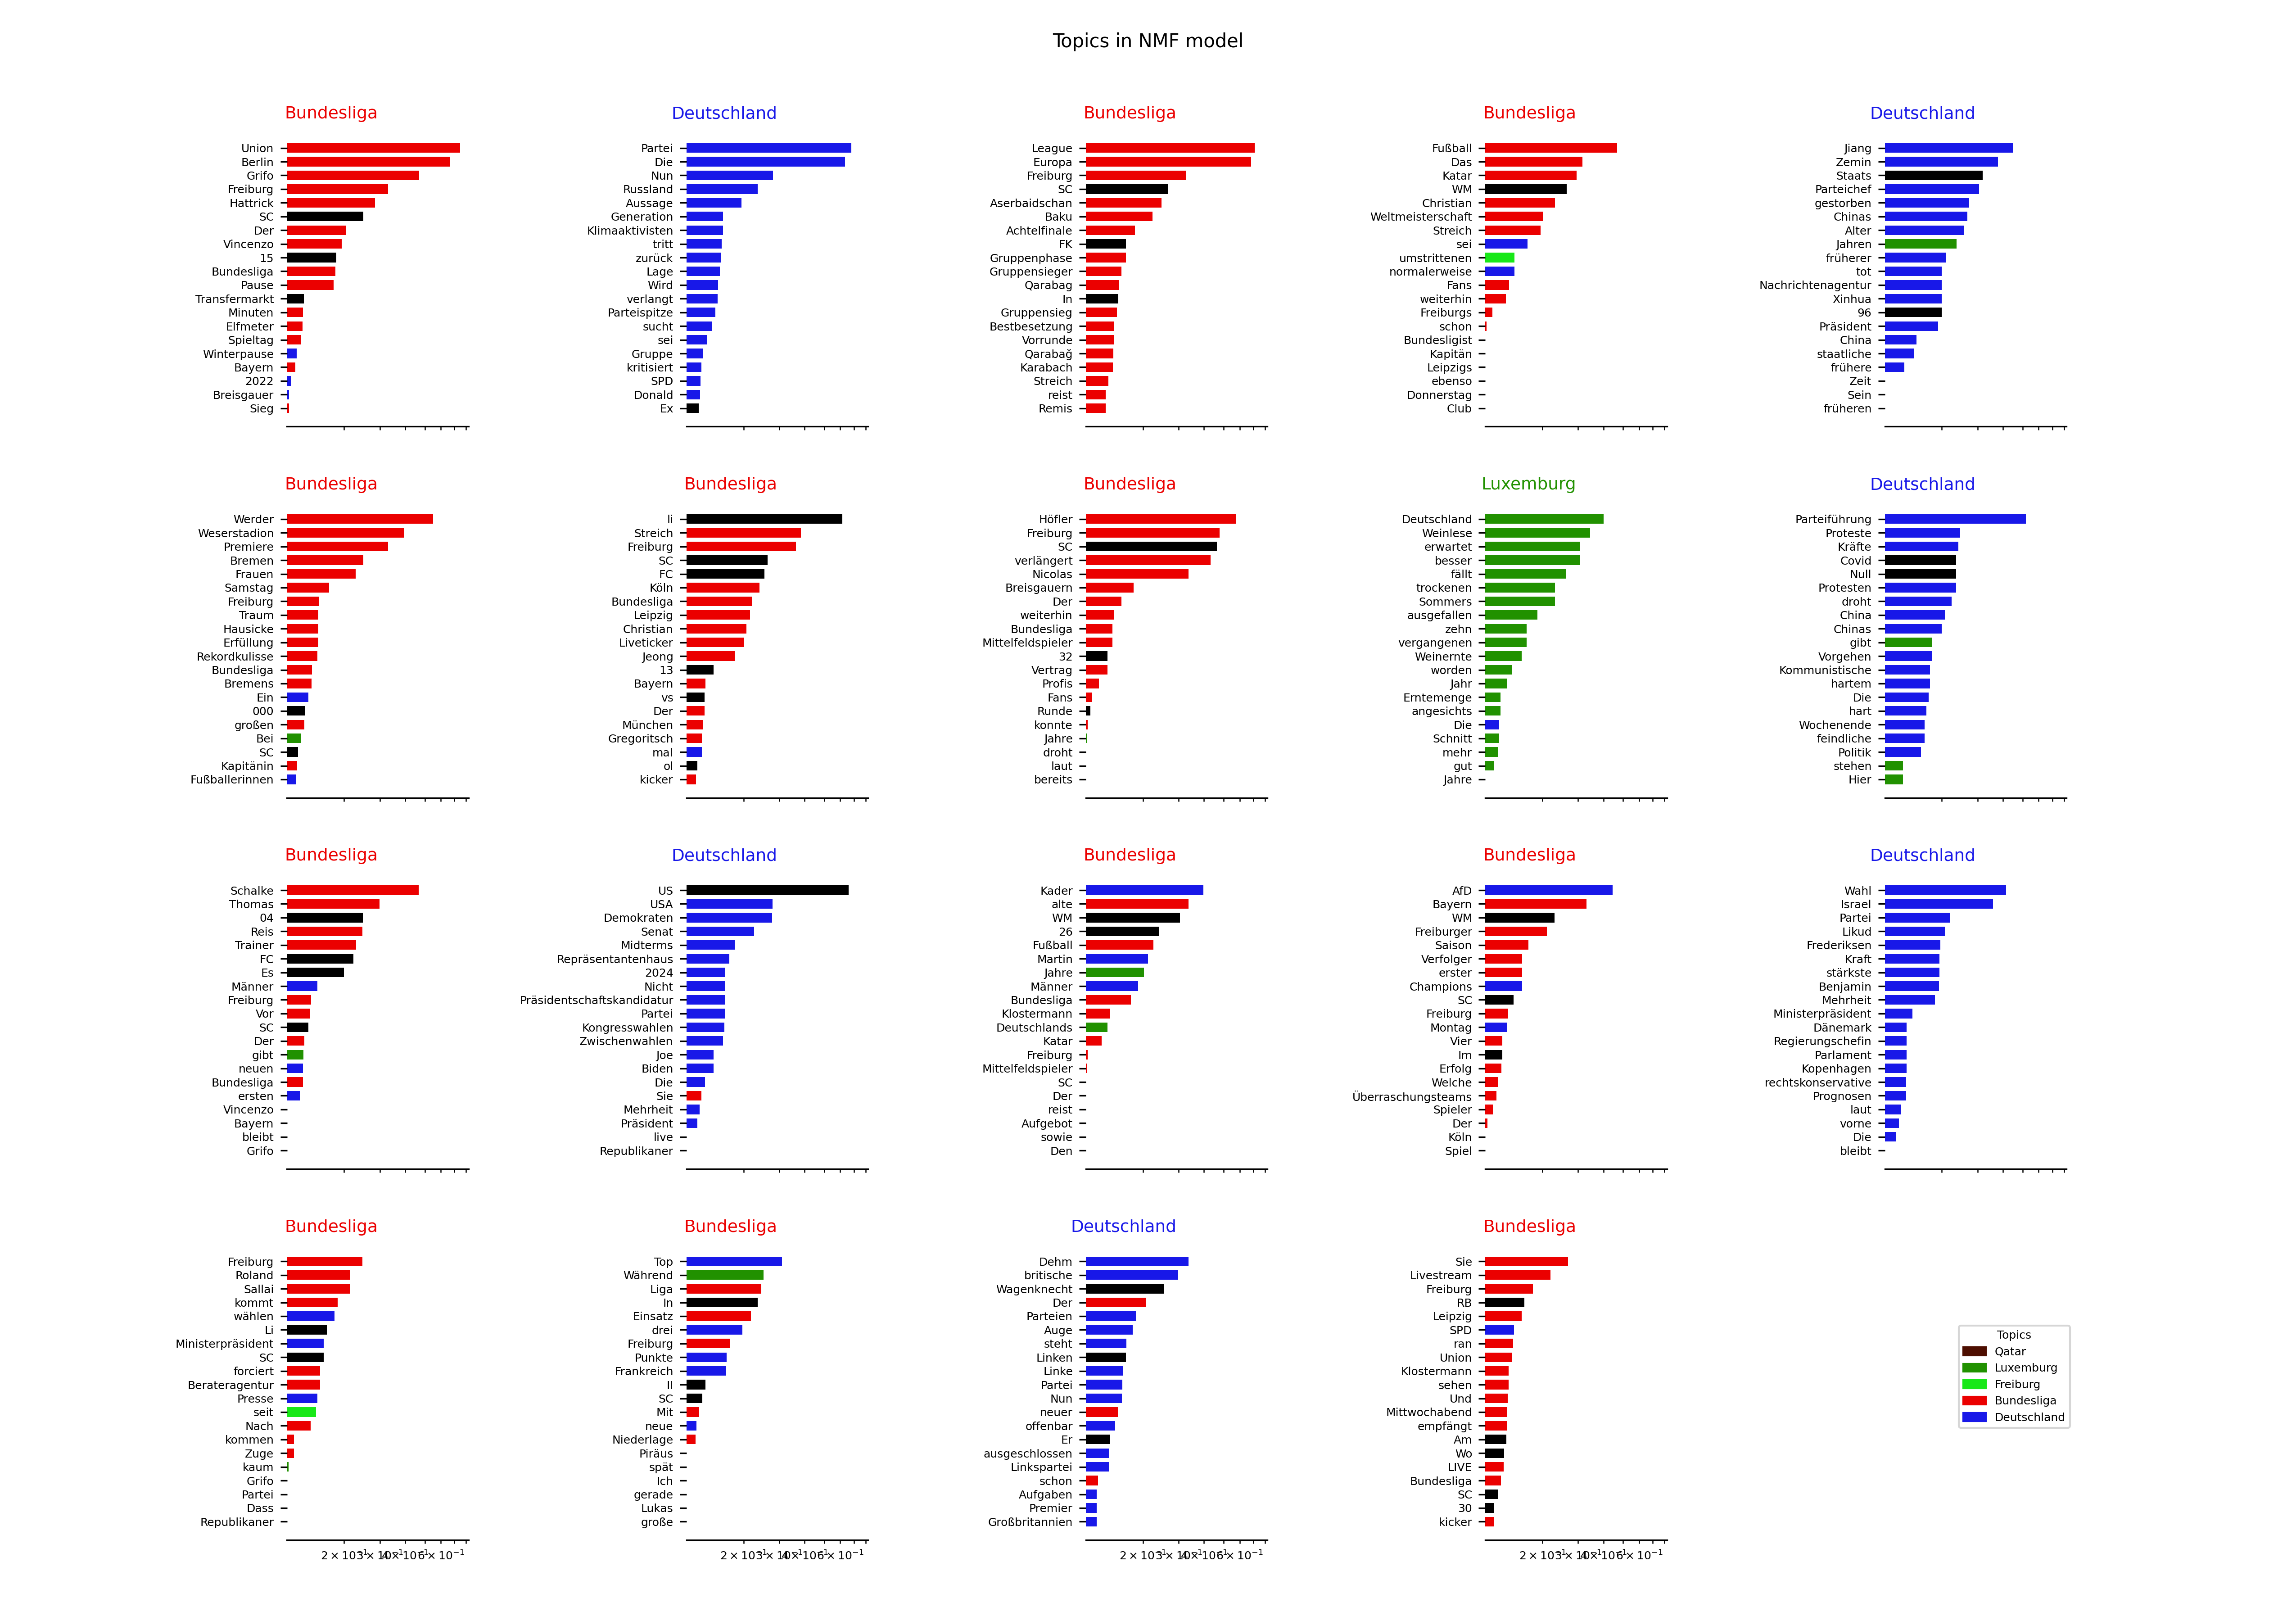 Topics in NMF model
Bundesliga
Union
Berlin
Grifo
Freiburg
Hattrick
SC
Der
Vincenzo
15
Bundesliga
Pause
Transfermarkt
Minuten
Elfmeter
Spieltag
Winterpause
Bayern
2022
Breisgauer
Sieg
Deutschland
Partei
Die
Nun
Russland
Aussage
Generation
Klimaaktivisten
tritt
zurück
Lage
Wird
verlangt
Parteispitze
sucht
sei
Gruppe
kritisiert
SPD
Donald
Ex
Bundesliga
League
Europa
Freiburg
SC
Aserbaidschan
Baku
Achtelfinale
FK
Gruppenphase
Gruppensieger
Qarabag
In
Gruppensieg
Bestbesetzung
Vorrunde
Qarabağ
Karabach
Streich
reist
Remis
Bundesliga
Fußball
Das
Katar
WM
Christian
Weltmeisterschaft
Streich
sei
umstrittenen
normalerweise
Fans
weiterhin
Freiburgs
schon
Bundesligist
Kapitän
Leipzigs
ebenso
Donnerstag
Club
Deutschland
Jiang
Zemin
Staats
Parteichef
gestorben
Chinas
Alter
Jahren
früherer
tot
Nachrichtenagentur
Xinhua
96
Präsident
China
staatliche
frühere
Zeit
Sein
früheren
Bundesliga
Werder
Weserstadion
Premiere
Bremen
Frauen
Samstag
Freiburg
Traum
Hausicke
Erfüllung
Rekordkulisse
Bundesliga
Bremens
Ein
000
großen
Bei
SC
Kapitänin
Fußballerinnen
Bundesliga
li
Streich
Freiburg
SC
FC
Köln
Bundesliga
Leipzig
Christian
Liveticker
Jeong
13
Bayern
vs
Der
München
Gregoritsch
mal
ol
kicker
Bundesliga
Höfler
Freiburg
SC
verlängert
Nicolas
Breisgauern
Der
weiterhin
Bundesliga
Mittelfeldspieler
32
Vertrag
Profis
Fans
Runde
konnte
Jahre
droht
laut
bereits
Luxemburg
Deutschland
Weinlese
erwartet
besser
fällt
trockenen
Sommers
ausgefallen
zehn
vergangenen
Weinernte
worden
Jahr
Erntemenge
angesichts
Die
Schnitt
mehr
gut
Jahre
Deutschland
Parteiführung
Proteste
Kräfte
Covid
Null
Protesten
droht
China
Chinas
gibt
Vorgehen
Kommunistische
hartem
Die
hart
Wochenende
feindliche
Politik
stehen
Hier
Bundesliga
Schalke
Thomas
04
Reis
Trainer
FC
Es
Männer
Freiburg
Vor
SC
Der
gibt
neuen
Bundesliga
ersten
Vincenzo
Bayern
bleibt
Grifo
Deutschland
US
USA
Demokraten
Senat
Midterms
Repräsentantenhaus
2024
Nicht
Präsidentschaftskandidatur
Partei
Kongresswahlen
Zwischenwahlen
Joe
Biden
Die
Sie
Mehrheit
Präsident
live
Republikaner
Bundesliga
Kader
alte
WM
26
Fußball
Martin
Jahre
Männer
Bundesliga
Klostermann
Deutschlands
Katar
Freiburg
Mittelfeldspieler
SC
Der
reist
Aufgebot
sowie
Den
Bundesliga
AfD
Bayern
WM
Freiburger
Saison
Verfolger
erster
Champions
SC
Freiburg
Montag
Vier
Im
Erfolg
Welche
Überraschungsteams
Spieler
Der
Köln
Spiel
Deutschland
Wahl
Israel
Partei
Likud
Frederiksen
Kraft
stärkste
Benjamin
Mehrheit
Ministerpräsident
Dänemark
Regierungschefin
Parlament
Kopenhagen
rechtskonservative
Prognosen
laut
vorne
Die
bleibt
Bundesliga
Freiburg
Roland
Sallai
kommt
wählen
Li
Ministerpräsident
SC
forciert
Berateragentur
Presse
seit
Nach
kommen
Zuge
kaum
Grifo
Partei
Dass
Republikaner
Bundesliga
Top
Während
Liga
In
Einsatz
drei
Freiburg
Punkte
Frankreich
II
SC
Mit
neue
Niederlage
Piräus
spät
Ich
gerade
Lukas
große
Deutschland
Dehm
britische
Wagenknecht
Der
Parteien
Auge
steht
Linken
Linke
Partei
Nun
neuer
offenbar
Er
ausgeschlossen
Linkspartei
schon
Aufgaben
Premier
Großbritannien
Bundesliga
Sie
Livestream
Freiburg
RB
Leipzig
SPD
ran
Union
Klostermann
sehen
Und
Mittwochabend
empfängt
Am
Wo
LIVE
Bundesliga
SC
30
kicker
Topics
Qatar
Luxemburg
Freiburg
Bundesliga
Deutschland